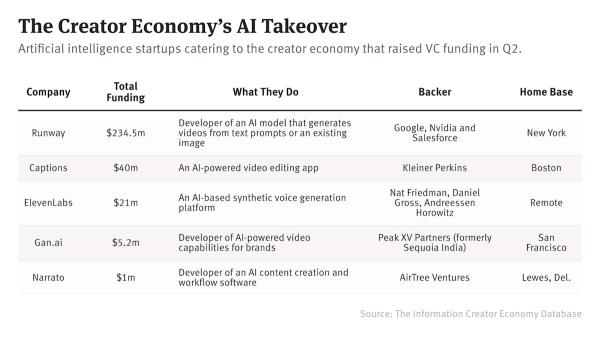 The Creator Economy's AI Takeover
Artificial intelligence startups catering to the creator economy that raised VC funding in Q2.
Company
Total
Funding
What They Do
Backer
Home Base
Runway
$234.5m
Developer of an AI model that generates
videos from text prompts or an existing
image
Google, Nvidia and
Salesforce
New York
Captions
$40m
An AI-powered video editing app
Kleiner Perkins
Boston
ElevenLabs
$21m
An AI-based synthetic voice generation
platform
Nat Friedman, Daniel
Gross, Andreessen
Horowitz
Remote
Gan.ai
$5.2m
Developer of AI-powered video
capabilities for brands
Peak XV Partners (formerly
Sequoia India)
San
Francisco
Narrato
$1m
Developer of an AI content creation and
workflow software
AirTree Ventures
Lewes, Del.
Source: The Information Creator Economy Database